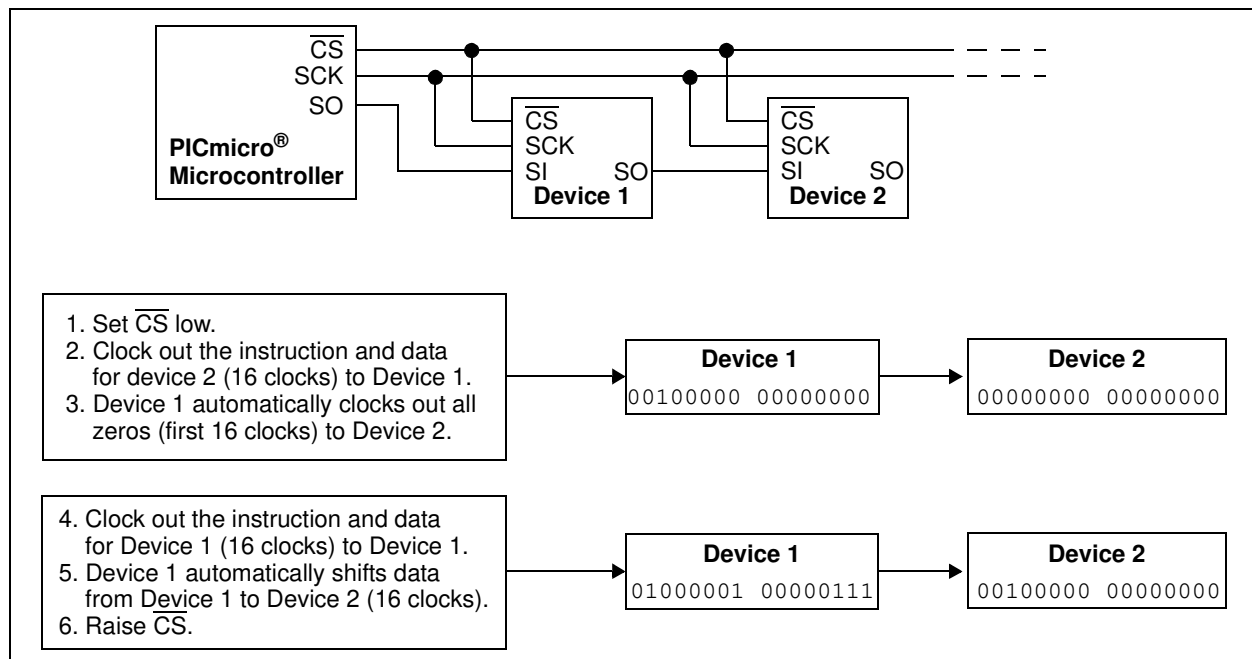 CS
SCK
SO
PICmicro®
Microcontroller
CS
SCK
SI SO
Device 1
CS
SCK
SI SO
Device 2
1. Set CS low.
2. Clock out the instruction and data
for device 2 (16 clocks) to Device 1.
3. Device 1 automatically clocks out all
zeros (first 16 clocks) to Device 2.
Device 1
00100000 00000000
Device 2
00000000 00000000
4. Clock out the instruction and data
for Device 1 (16 clocks) to Device 1.
5. Device 1 automatically shifts data
from Device 1 to Device 2 (16 clocks).
6. Raise CS.
Device 1
01000001 00000111
Device 2
00100000 00000000